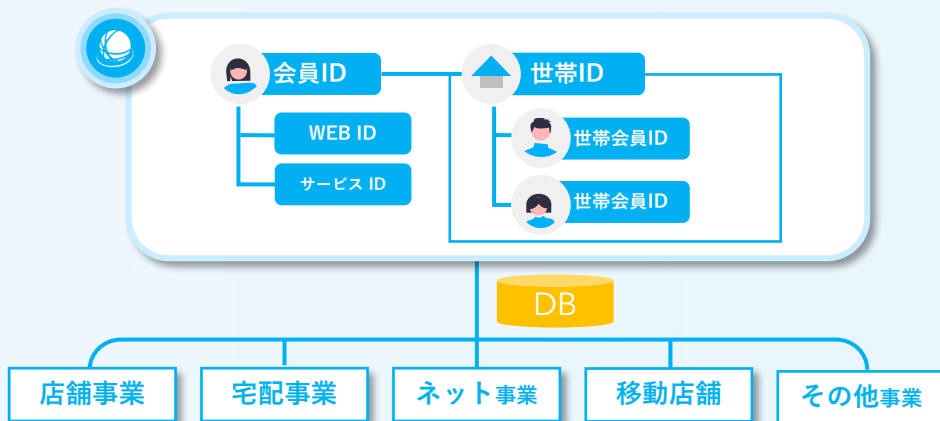 会員ID
世帯ID
WEB ID
世帯会員ID
サービス ID
世帯会員ID
DB
店舗事業
宅配事業
ネット事業
移動店舗
その他事業